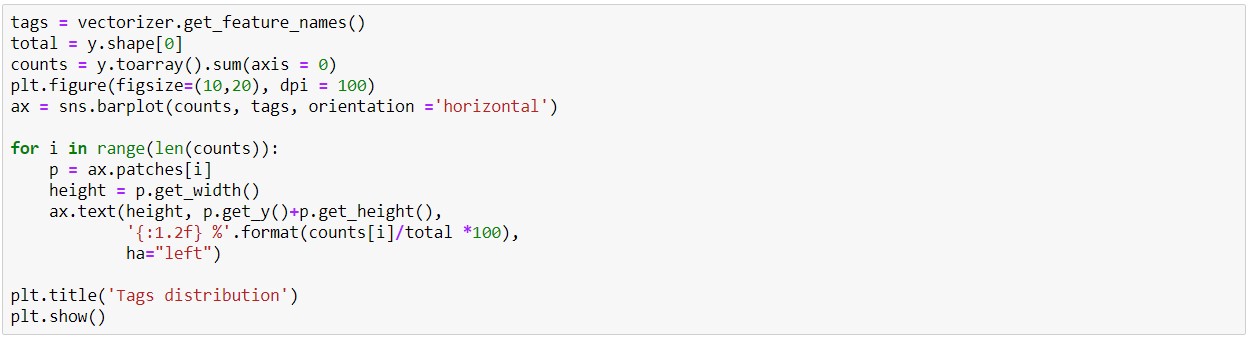 tags = vectorizer.get_feature_names()
total = y.shape[0]
counts = y.toarray().sum(axis = 0)
plt.figure(figsize=(10,20), dpi = 100)
ax = sns.barplot(counts, tags, orientation ='horizontal')

for i in range(len(counts)):
    p = ax.patches[i]
    height = p.get_width()
    ax.text(height, p.get_y()+p.get_height(),
            '{:1.2f} %'.format(counts[i]/total *100),
            ha="left")

plt.title('Tags distribution')
plt.show()